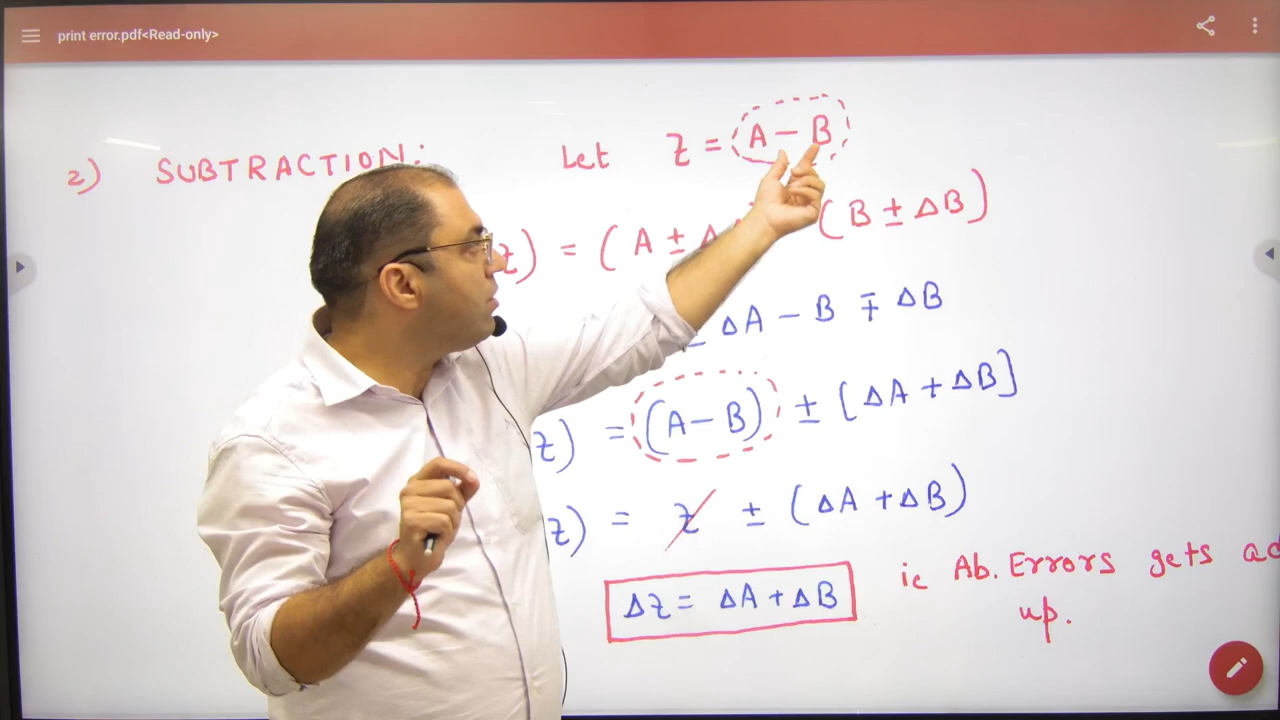 print error.pdf<Read-only>
2) SUBTRACTION: Let Z = (A - B
z) = (A ± (B ± ΔB)
ΔA - B ∓ ΔB
z) = (A - B) ± [ΔA + ΔB]
z) = z ± (ΔA + ΔB)
ΔZ = ΔA + ΔB ie Ab. Errors gets
up.